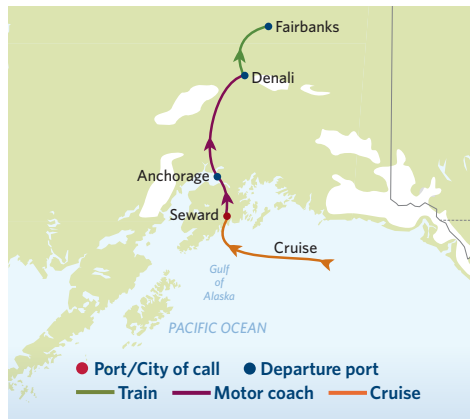 Fairbanks
Denali
Anchorage
Seward
Cruise
Gulf
of
Alaska
PACIFIC OCEAN
Port/City of call Departure port
Train Motor coach Cruise